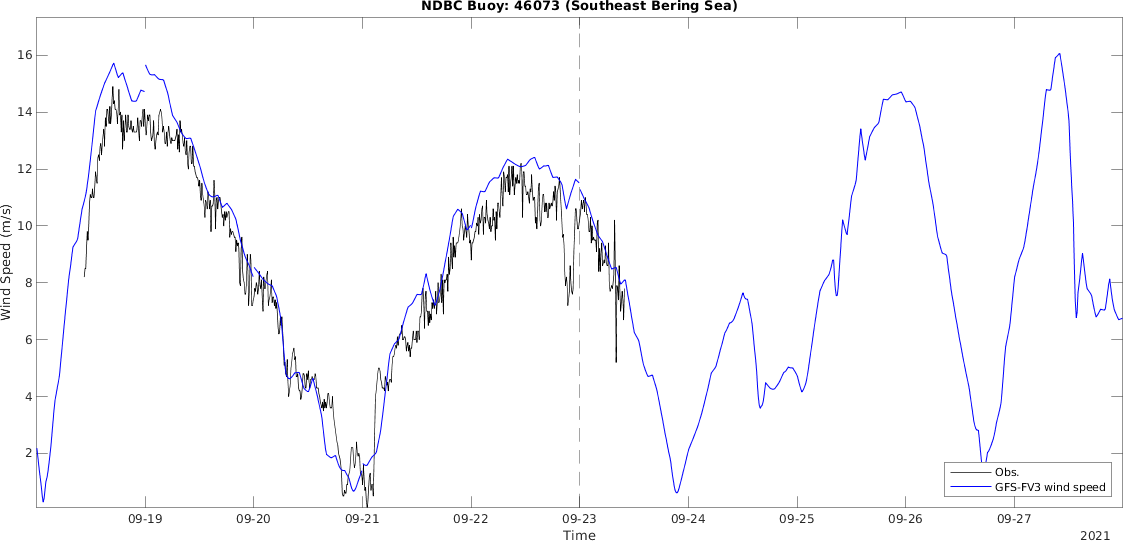 NDBC Buoy: 46073 (Southeast Bering Sea)
16
14
12
10
8
6
4
2
Wind Speed (m/s)
Obs.
GFS-FV3 wind speed
09-19 09-20 09-21 09-22 09-23 09-24 09-25 09-26 09-27
Time
2021